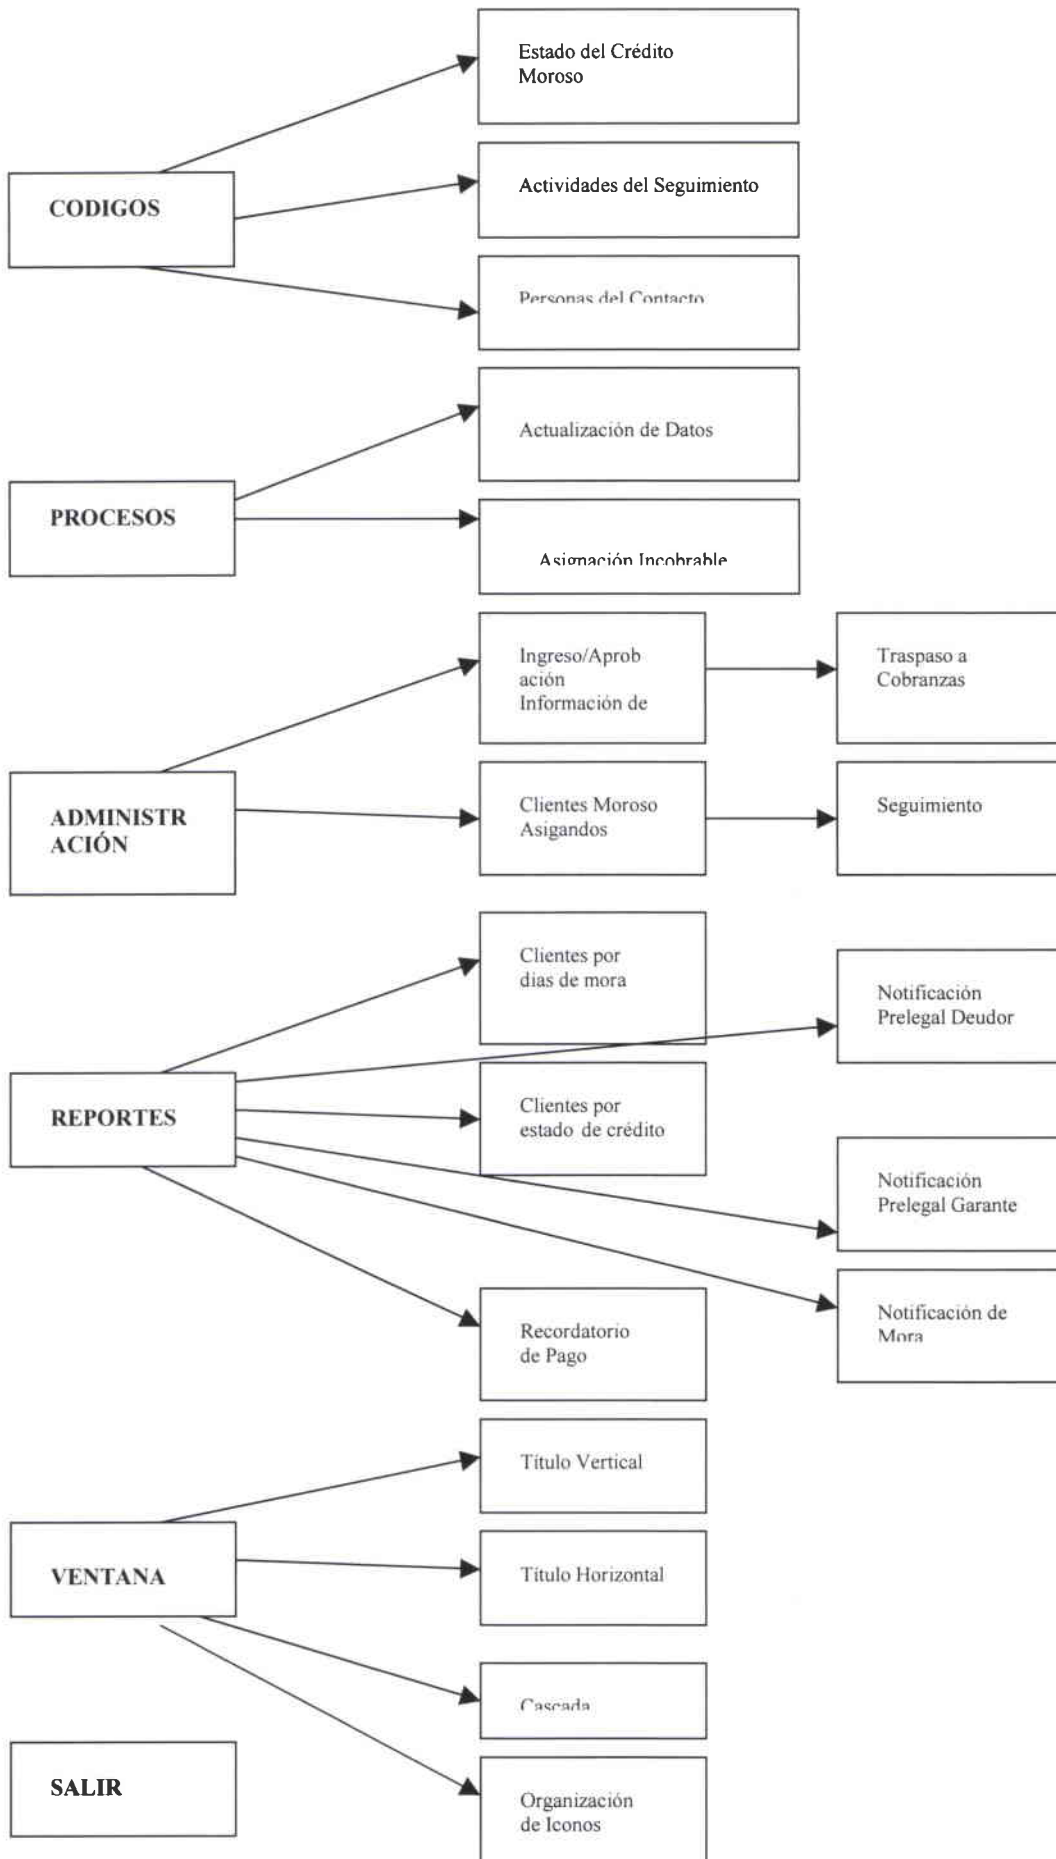 Estado del Crédito
Moroso
CODIGOS
Actividades del Seguimiento
Personas del Contacto
Actualización de Datos
PROCESOS
Asignación Incobrable
Ingreso/Aprob
ación
Información de
Traspaso a
Cobranzas
ADMINISTR
ACIÓN
Clientes Moroso
Asigandos
Seguimiento
Clientes por
dias de mora
Notificación
Prelegal Deudor
REPORTES
Clientes por
estado de crédito
Notificación
Prelegal Garante
Notificación de
Mora
Recordatorio
de Pago
Título Vertical
VENTANA
Título Horizontal
Cascada
SALIR
Organización
de Iconos